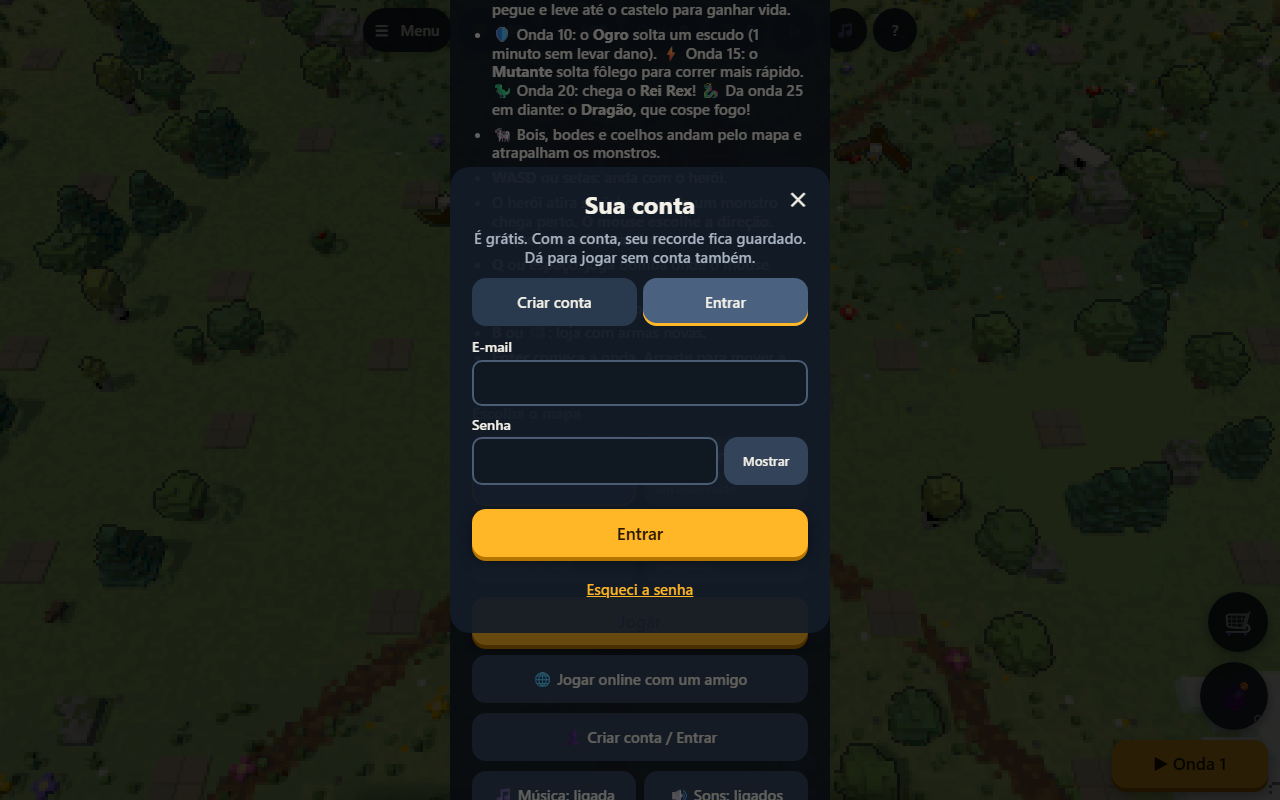 pegue e leve até o castelo para ganhar vida.
☰ Menu
?
🛡️ Onda 10: o Ogro solta um escudo (1
minuto sem levar dano). ⚡ Onda 15: o
Mutante solta fôlego para correr mais rápido.
🦖 Onda 20: chega o Rei Rex! 🐉 Da onda 25
em diante: o Dragão, que cospe fogo!
🐂 Bois, bodes e coelhos andam pelo mapa e
atrapalham os monstros.
WASD ou setas: anda com o herói.
Sua conta
✕
É grátis. Com a conta, seu recorde fica guardado.
Dá para jogar sem conta também.
Criar conta
Entrar
E-mail
Senha
Mostrar
Entrar
Esqueci a senha
Jogar
🌐 Jogar online com um amigo
Criar conta / Entrar
🎵 Música: ligada
🔊 Sons: ligados
▶ Onda 1